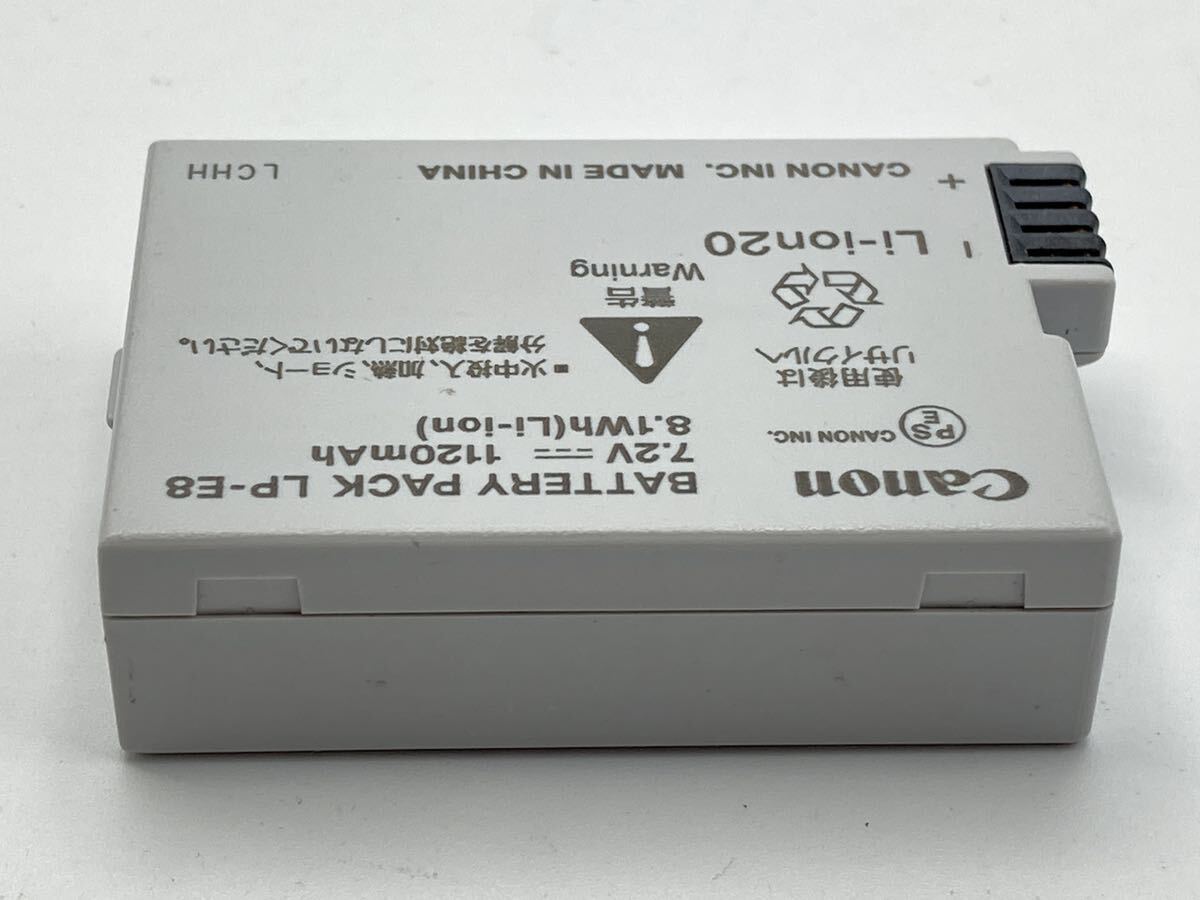 Canon
BATTERY PACK LP-E8
7.2V ⎓ 1120mAh
8.1Wh(Li-ion)
PS
E
CANON INC.
使用後は
リサイクルへ
警告
Warning
■火中投入、加熱、ショート、
分解を絶対にしないでください。
Li-ion20
−
+
CANON INC. MADE IN CHINA
LCHH